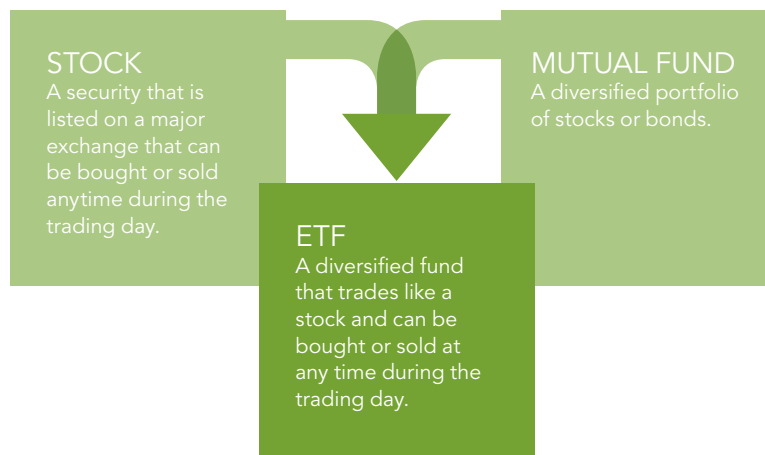 STOCK
A security that is
listed on a major
exchange that can
be bought or sold
anytime during the
trading day.
MUTUAL FUND
A diversified portfolio
of stocks or bonds.
ETF
A diversified fund
that trades like a
stock and can be
bought or sold at
any time during the
trading day.